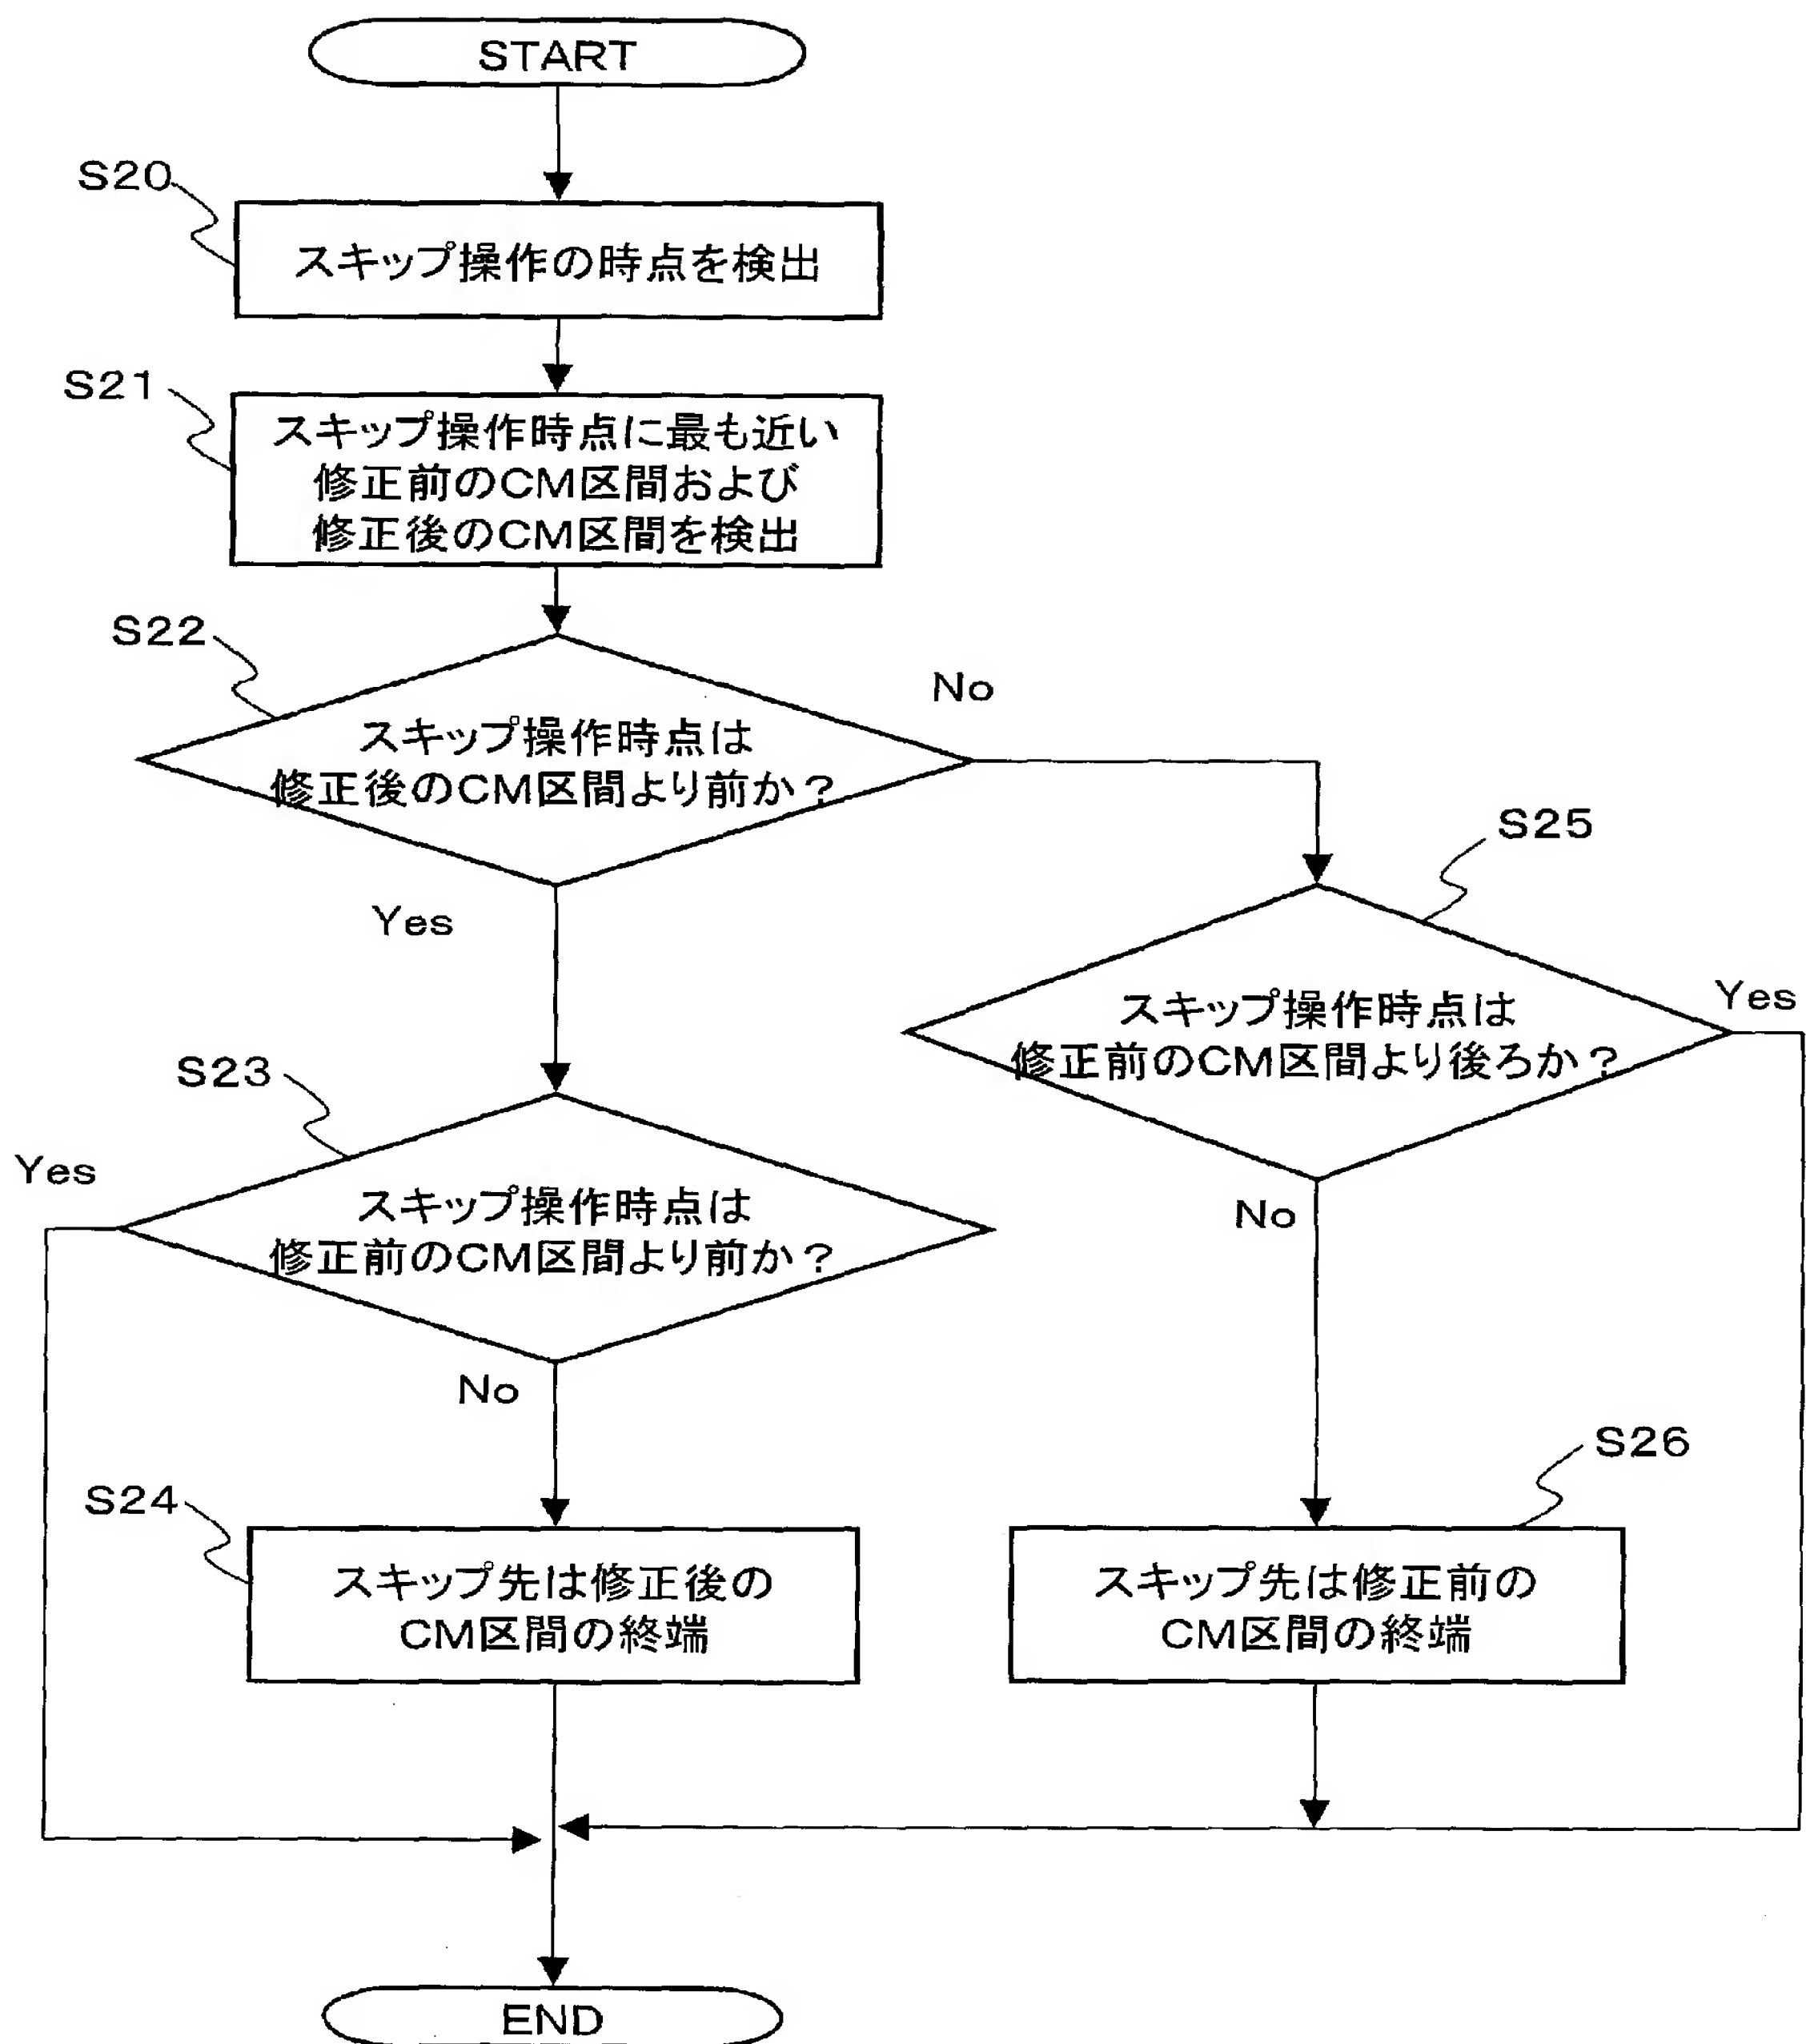 START
S20
スキップ操作の時点を検出
S21
スキップ操作時点に最も近い
修正前のCM区間および
修正後のCM区間を検出
S22
スキップ操作時点は
修正後のCM区間より前か?
No
Yes
S25
スキップ操作時点は
修正前のCM区間より後ろか?
Yes
No
S23
スキップ操作時点は
修正前のCM区間より前か?
Yes
No
S24
スキップ先は修正後の
CM区間の終端
S26
スキップ先は修正前の
CM区間の終端
END